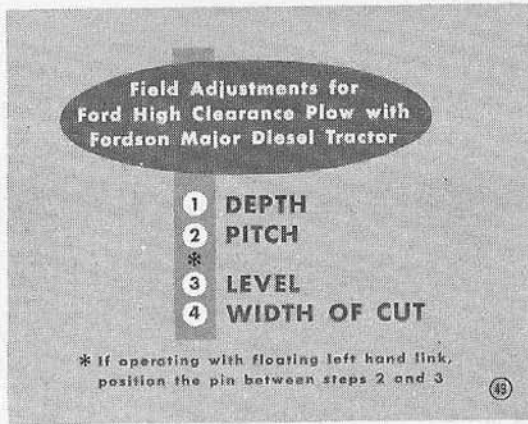 Field Adjustments for
Ford High Clearance Plow with
Fordson Major Diesel Tractor
1 DEPTH
2 PITCH
*
3 LEVEL
4 WIDTH OF CUT
* If operating with floating left hand link,
position the pin between steps 2 and 3
49